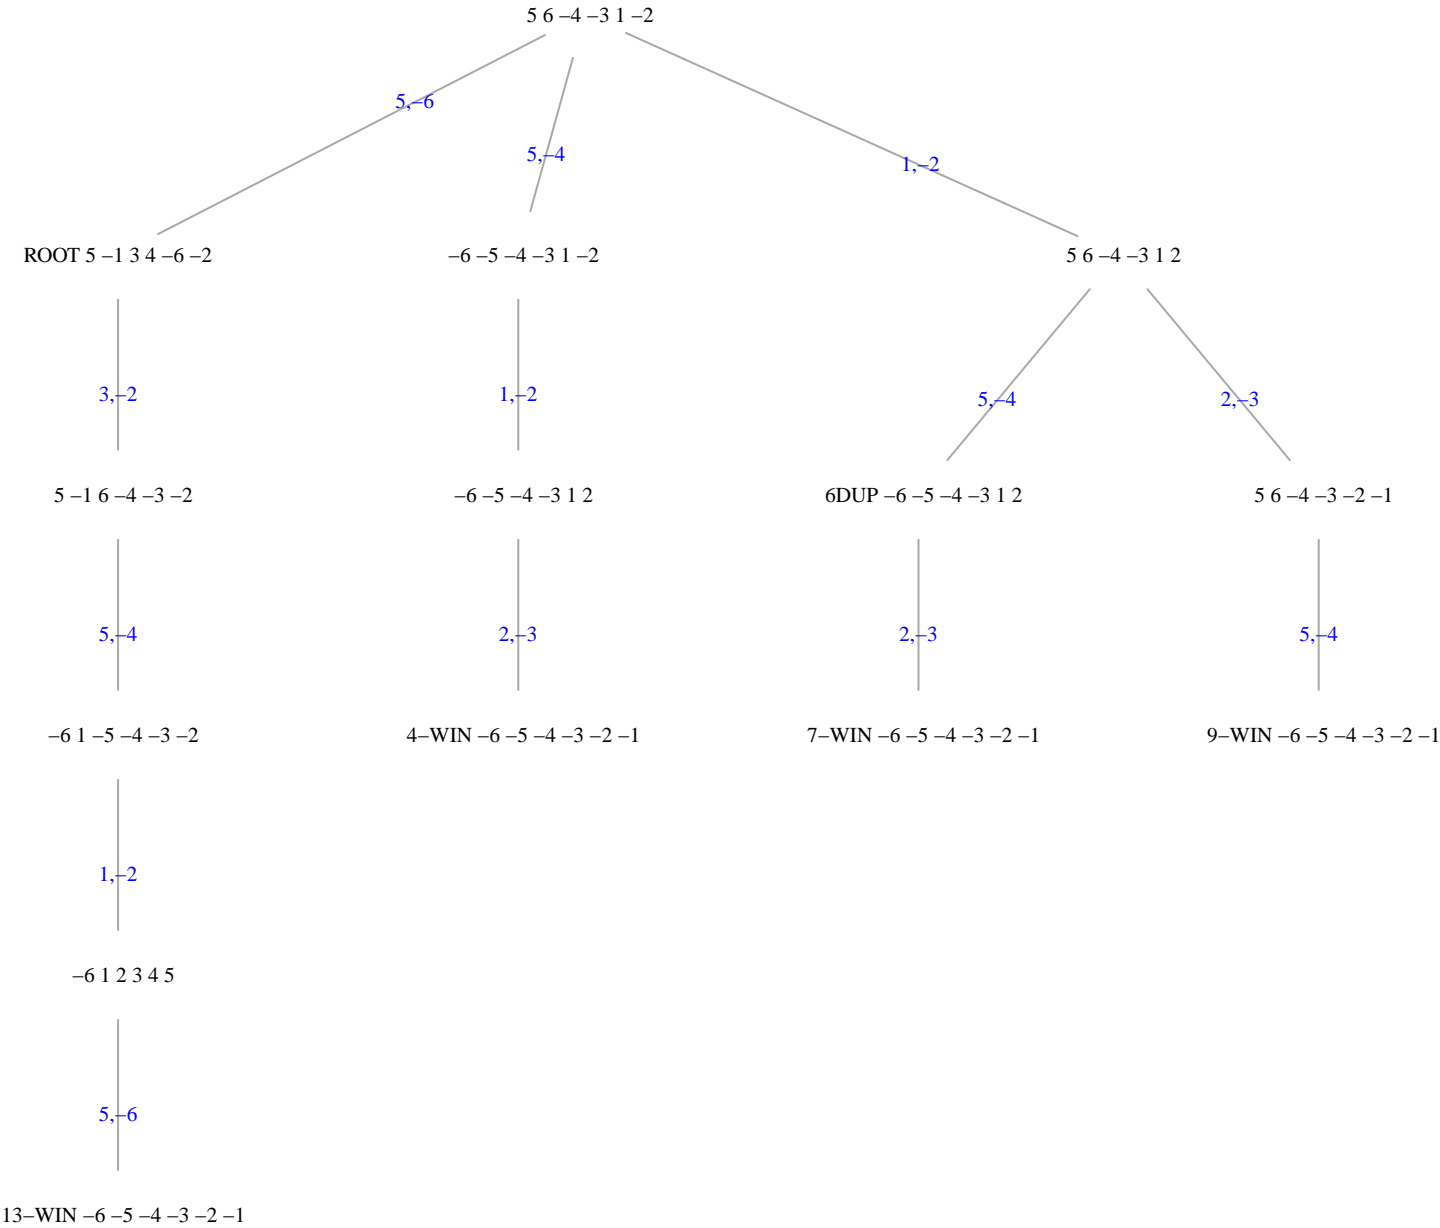 5 6 −4 −3 1 −2
5,−6
5,−4
1,−2
ROOT 5 −1 3 4 −6 −2
−6 −5 −4 −3 1 −2
5 6 −4 −3 1 2
3,−2
1,−2
5,−4
2,−3
5 −1 6 −4 −3 −2
−6 −5 −4 −3 1 2
6DUP −6 −5 −4 −3 1 2
5 6 −4 −3 −2 −1
5,−4
2,−3
2,−3
5,−4
−6 1 −5 −4 −3 −2
4−WIN −6 −5 −4 −3 −2 −1
7−WIN −6 −5 −4 −3 −2 −1
9−WIN −6 −5 −4 −3 −2 −1
1,−2
−6 1 2 3 4 5
5,−6
13−WIN −6 −5 −4 −3 −2 −1